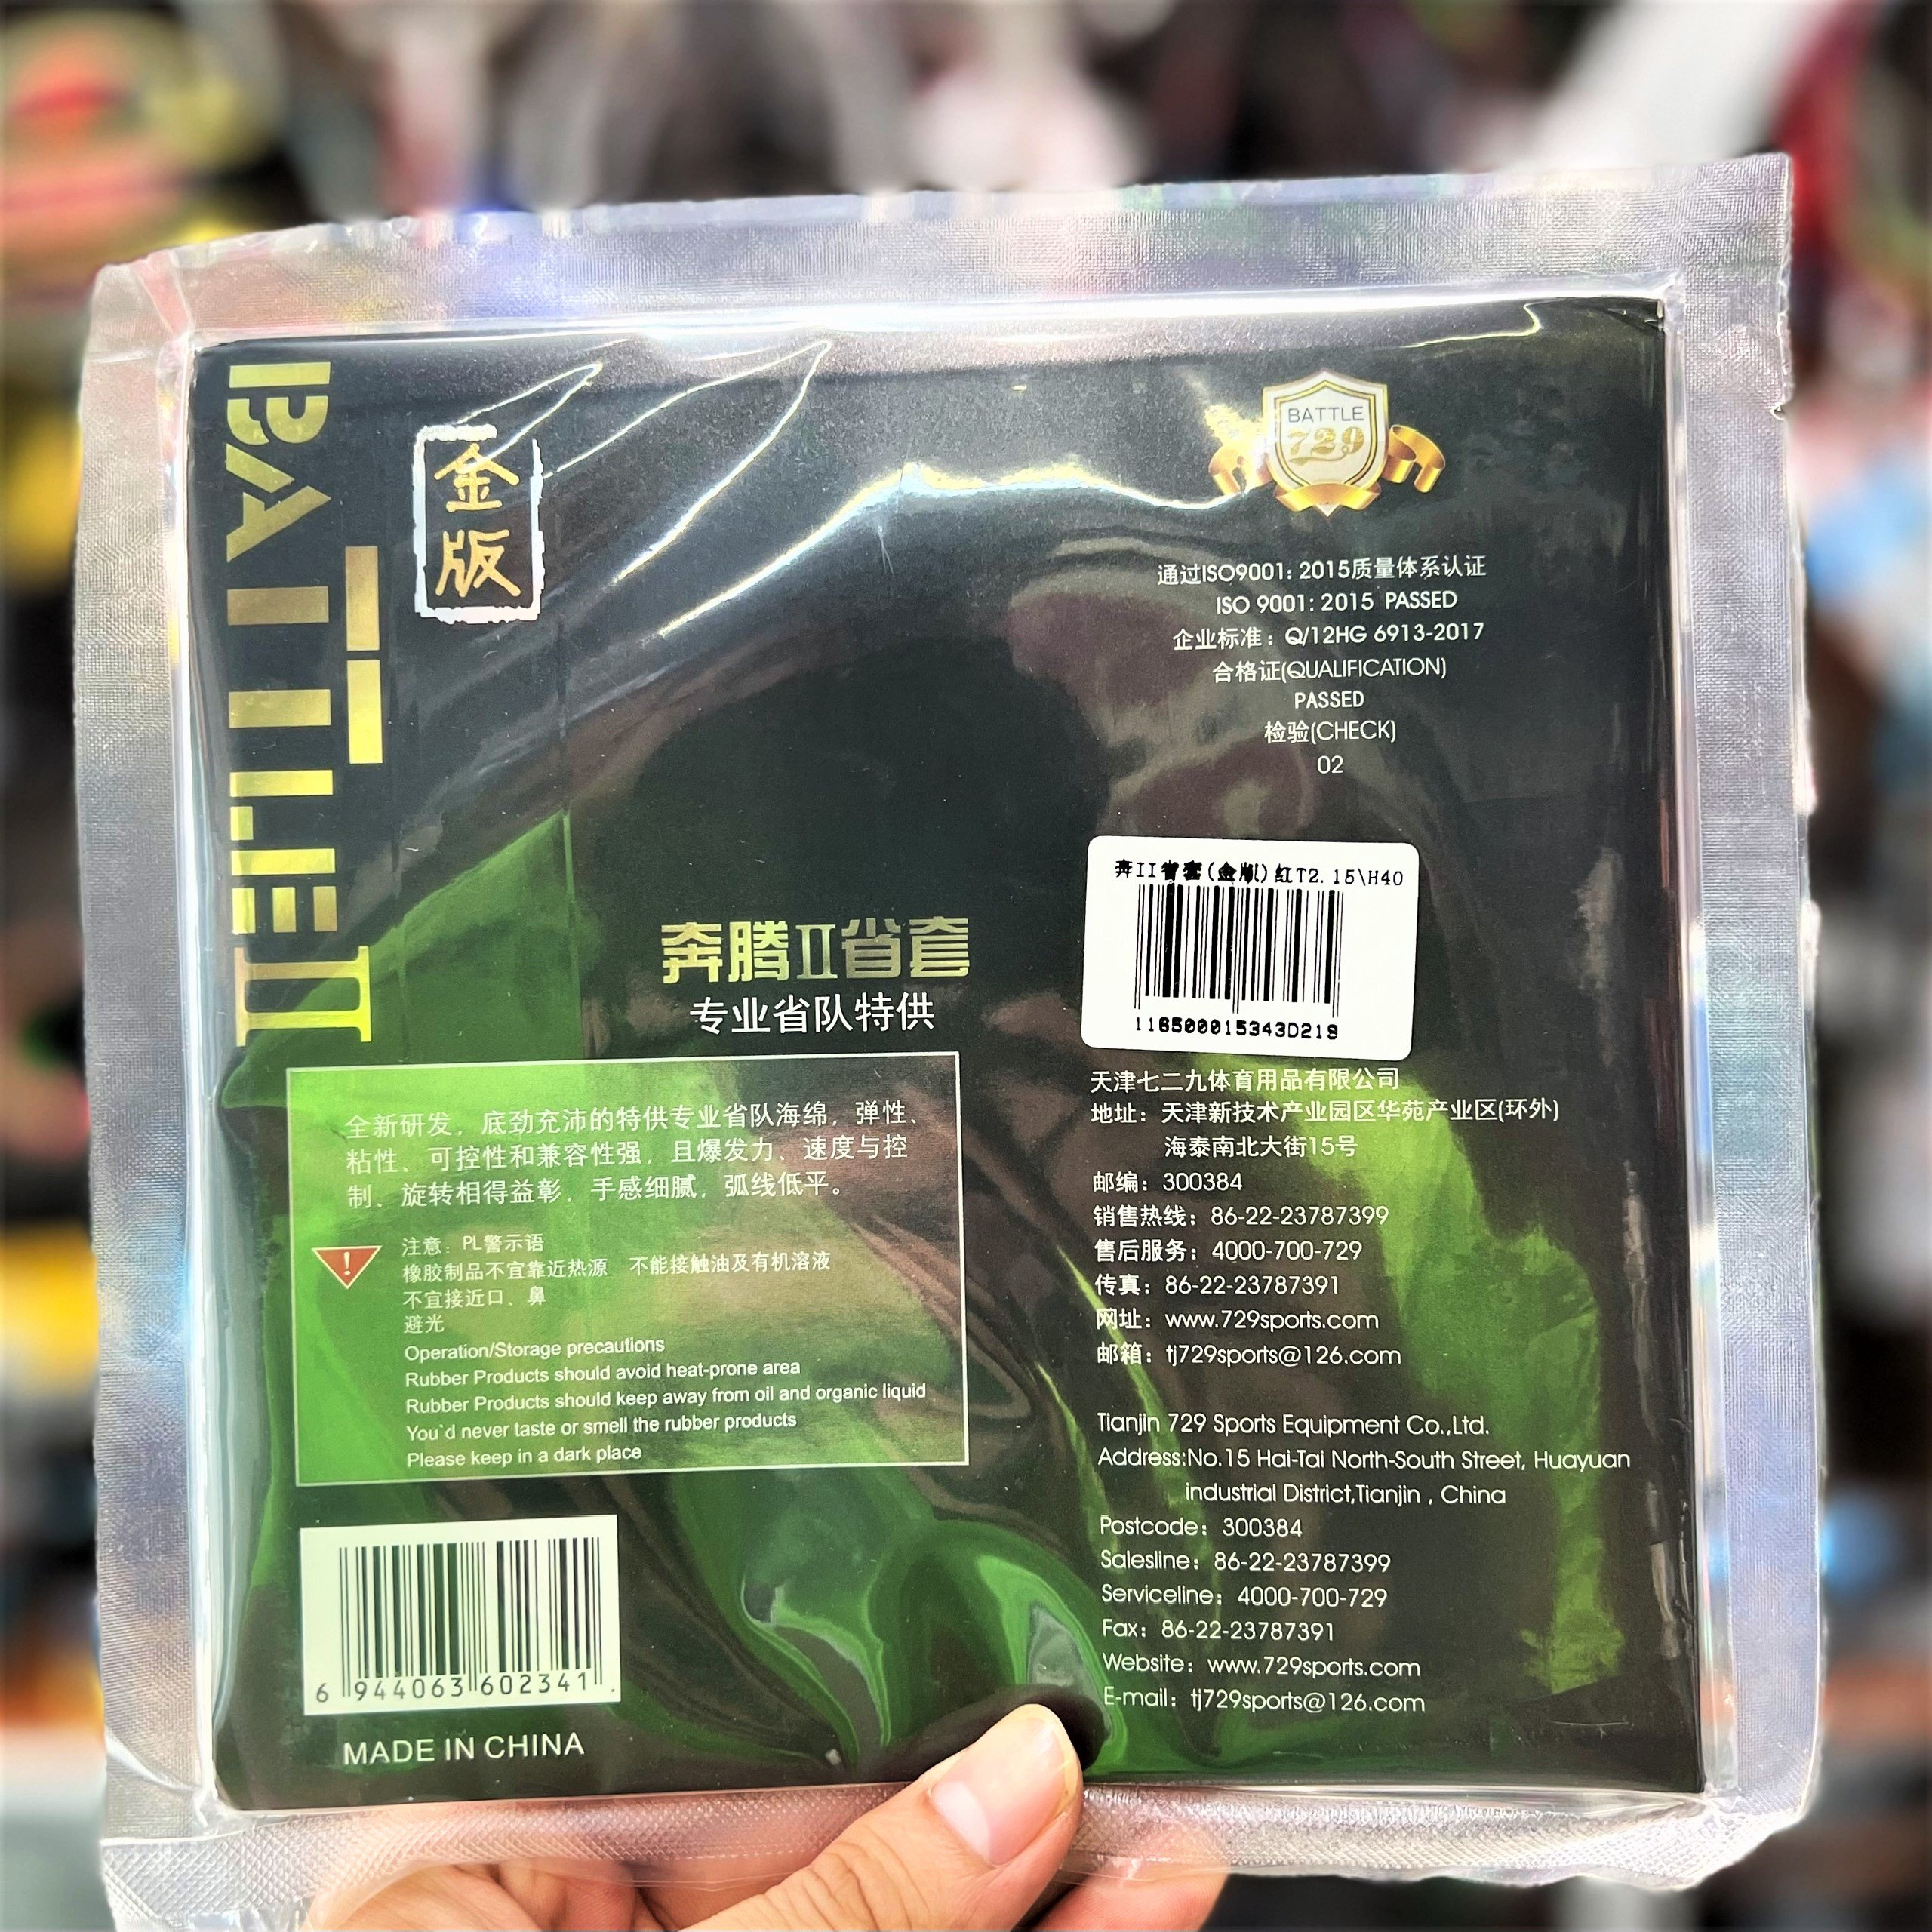 BATTLE II
金版
BATTLE
729
通过ISO9001: 2015质量体系认证
ISO 9001: 2015 PASSED
企业标准：Q/12HG 6913-2017
合格证(QUALIFICATION)
PASSED
检验(CHECK)
02
奔II省套(金版)红T2.15\H40
116500015343D219
奔腾II省套
专业省队特供
全新研发，底劲充沛的特供专业省队海绵，弹性、
粘性、可控性和兼容性强，且爆发力、速度与控
制、旋转相得益彰，手感细腻，弧线低平。
注意：PL警示语
橡胶制品不宜靠近热源 不能接触油及有机溶液
不宜接近口、鼻
避光
Operation/Storage precautions
Rubber Products should avoid heat-prone area
Rubber Products should keep away from oil and organic liquid
You`d never taste or smell the rubber products
Please keep in a dark place
6 944063 602341
MADE IN CHINA
天津七二九体育用品有限公司
地址：天津新技术产业园区华苑产业区(环外)
海泰南北大街15号
邮编：300384
销售热线：86-22-23787399
售后服务：4000-700-729
传真：86-22-23787391
网址：www.729sports.com
邮箱：tj729sports@126.com
Tianjin 729 Sports Equipment Co.,Ltd.
Address:No.15 Hai-Tai North-South Street, Huayuan
industrial District,Tianjin , China
Postcode：300384
Salesline：86-22-23787399
Serviceline：4000-700-729
Fax：86-22-23787391
Website：www.729sports.com
E-mail：tj729sports@126.com